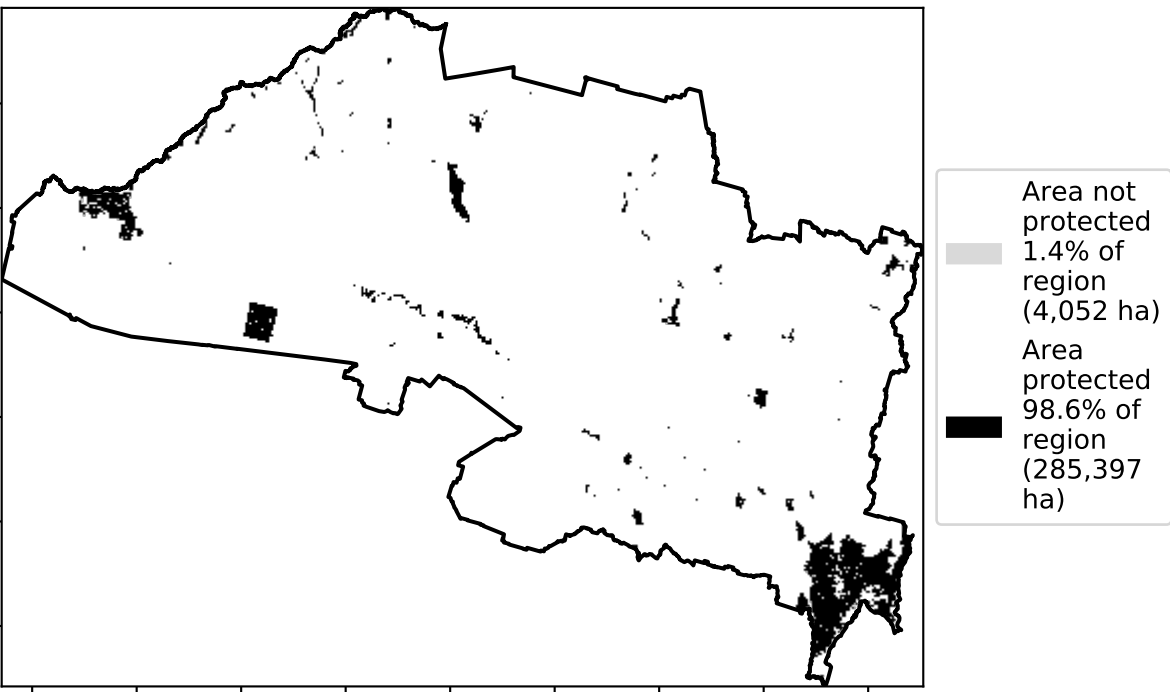 Area not
protected
1.4% of
region
(4,052 ha)
Area
protected
98.6% of
region
(285,397
ha)